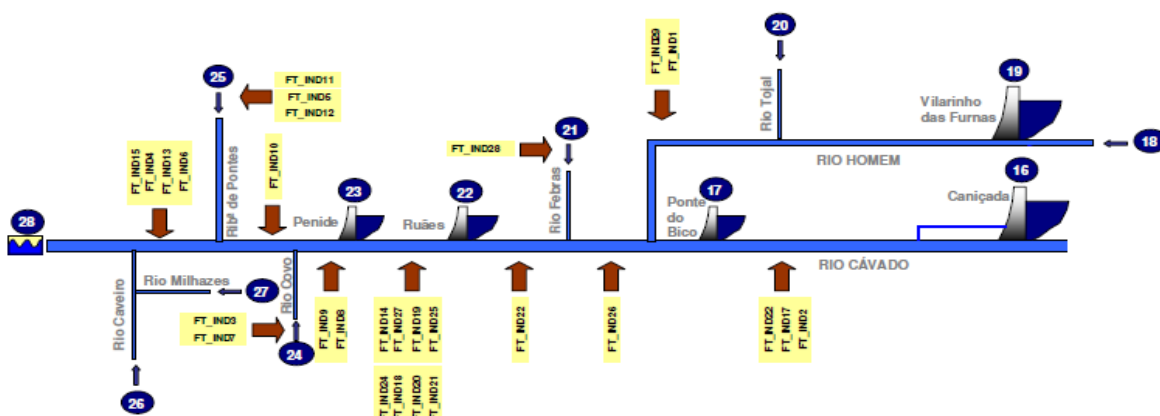 20
FT_IND29
FT_IND1
19
25
FT_IND11
FT_IND5
FT_IND12
Rio Tojal
Vilarinho
das Furnas
21
FT_IND28
18
RIO HOMEM
FT_IND15
FT_IND4
FT_IND13
FT_IND6
Ribª de Pontes
FT_IND10
23
22
Rio Febras
17
16
Penide
Ruães
Ponte
do
Bico
Caniçada
28
RIO CÁVADO
Rio Milhazes
27
Rio Caveiro
Rio Covo
FT_IND3
FT_IND7
24
26
FT_IND9
FT_IND8
FT_IND14
FT_IND27
FT_IND19
FT_IND25
FT_IND24
FT_IND18
FT_IND20
FT_IND21
FT_IND22
FT_IND26
FT_IND22
FT_IND17
FT_IND2